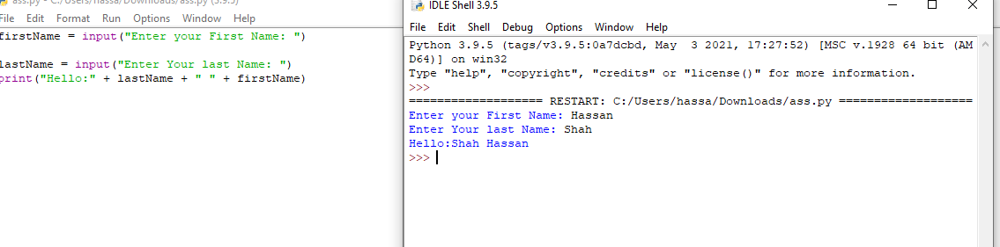 ass.py - C:/Users/hassa/Downloads/ass.py (3.9.5)
File Edit Format Run Options Window Help
firstName = input("Enter your First Name: ")
lastName = input("Enter Your last Name: ")
print("Hello:" + lastName + " " + firstName)
IDLE Shell 3.9.5
File Edit Shell Debug Options Window Help
Python 3.9.5 (tags/v3.9.5:0a7dcbd, May  3 2021, 17:27:52) [MSC v.1928 64 bit (AM
D64)] on win32
Type "help", "copyright", "credits" or "license()" for more information.
>>>
=================== RESTART: C:/Users/hassa/Downloads/ass.py ===================
Enter your First Name: Hassan
Enter Your last Name: Shah
Hello:Shah Hassan
>>>